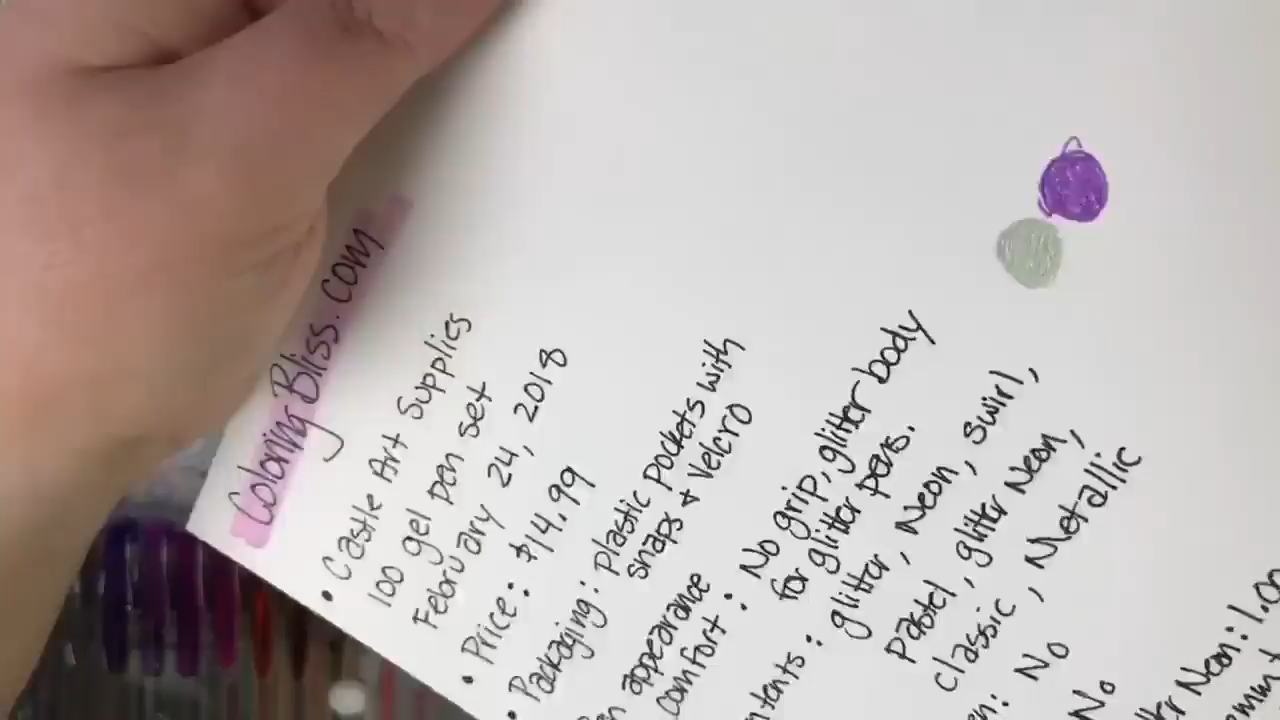 ColoringBliss.com
• Castle Art Supplies
100 gel pen set
February 24, 2018
• Price: $14.99
• Packaging: plastic pockets with
snaps & Velcro
appearance
comfort: No grip, glitter body
for glitter pens.
glitter, Neon, swirl,
pastel, glitter Neon,
classic, Metallic
No
No
Neon: 1.00